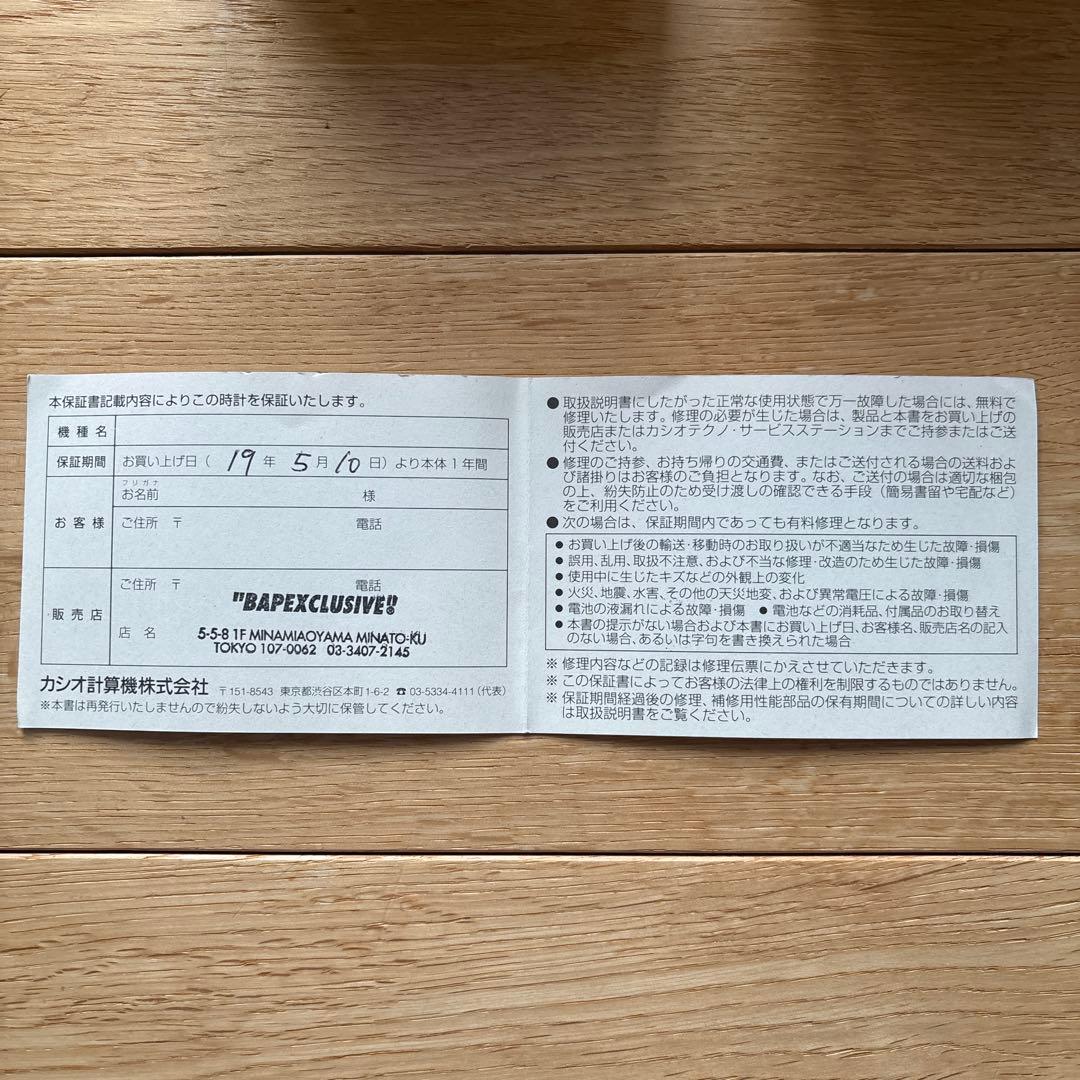 本保証書記載内容によりこの時計を保証いたします。
機種名
保証期間 お買い上げ日( 19年 5月 10日)より本体1年間
フリガナ
お名前 様
お客様 ご住所 〒 電話
ご住所 〒 電話
"BAPEXCLUSIVE!!
販売店
店名 5-5-8 1F MINAMIAOYAMA MINATO-KU
TOKYO 107-0062 03-3407-2145
カシオ計算機株式会社 〒151-8543 東京都渋谷区本町1-6-2 ☎03-5334-4111(代表)
※本書は再発行いたしませんので紛失しないよう大切に保管してください。
●取扱説明書にしたがった正常な使用状態で万一故障した場合には、無料で
修理いたします。修理の必要が生じた場合は、製品と本書をお買い上げの
販売店またはカシオテクノ・サービスステーションまでご持参またはご送
付ください。
●修理のご持参、お持ち帰りの交通費、またはご送付される場合の送料およ
び諸掛りはお客様のご負担となります。なお、ご送付の場合は適切な梱包
の上、紛失防止のため受け渡しの確認できる手段(簡易書留や宅配など)
をご利用ください。
●次の場合は、保証期間内であっても有料修理となります。
●お買い上げ後の輸送・移動時のお取り扱いが不適当なため生じた故障・損傷
●誤用、乱用、取扱不注意、および不当な修理・改造のため生じた故障・損傷
●使用中に生じたキズなどの外観上の変化
●火災、地震、水害、その他の天災地変、および異常電圧による故障・損傷
●電池の液漏れによる故障・損傷 ●電池などの消耗品、付属品のお取り替え
●本書の提示がない場合および本書にお買い上げ日、お客様名、販売店名の記入
のない場合、あるいは字句を書き換えられた場合
※修理内容などの記録は修理伝票にかえさせていただきます。
※この保証書によってお客様の法律上の権利を制限するものではありません。
※保証期間経過後の修理、補修用性能部品の保有期間についての詳しい内容
は取扱説明書をご覧ください。